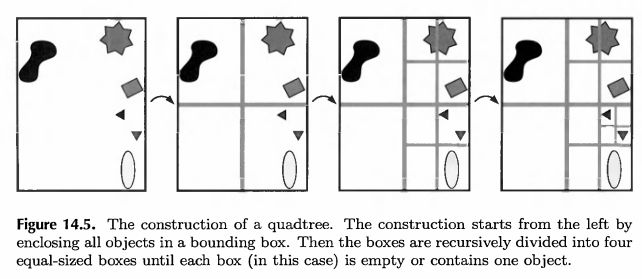 Figure 14.5. The construction of a quadtree. The construction starts from the left by
enclosing all objects in a bounding box. Then the boxes are recursively divided into four
equal-sized boxes until each box (in this case) is empty or contains one object.